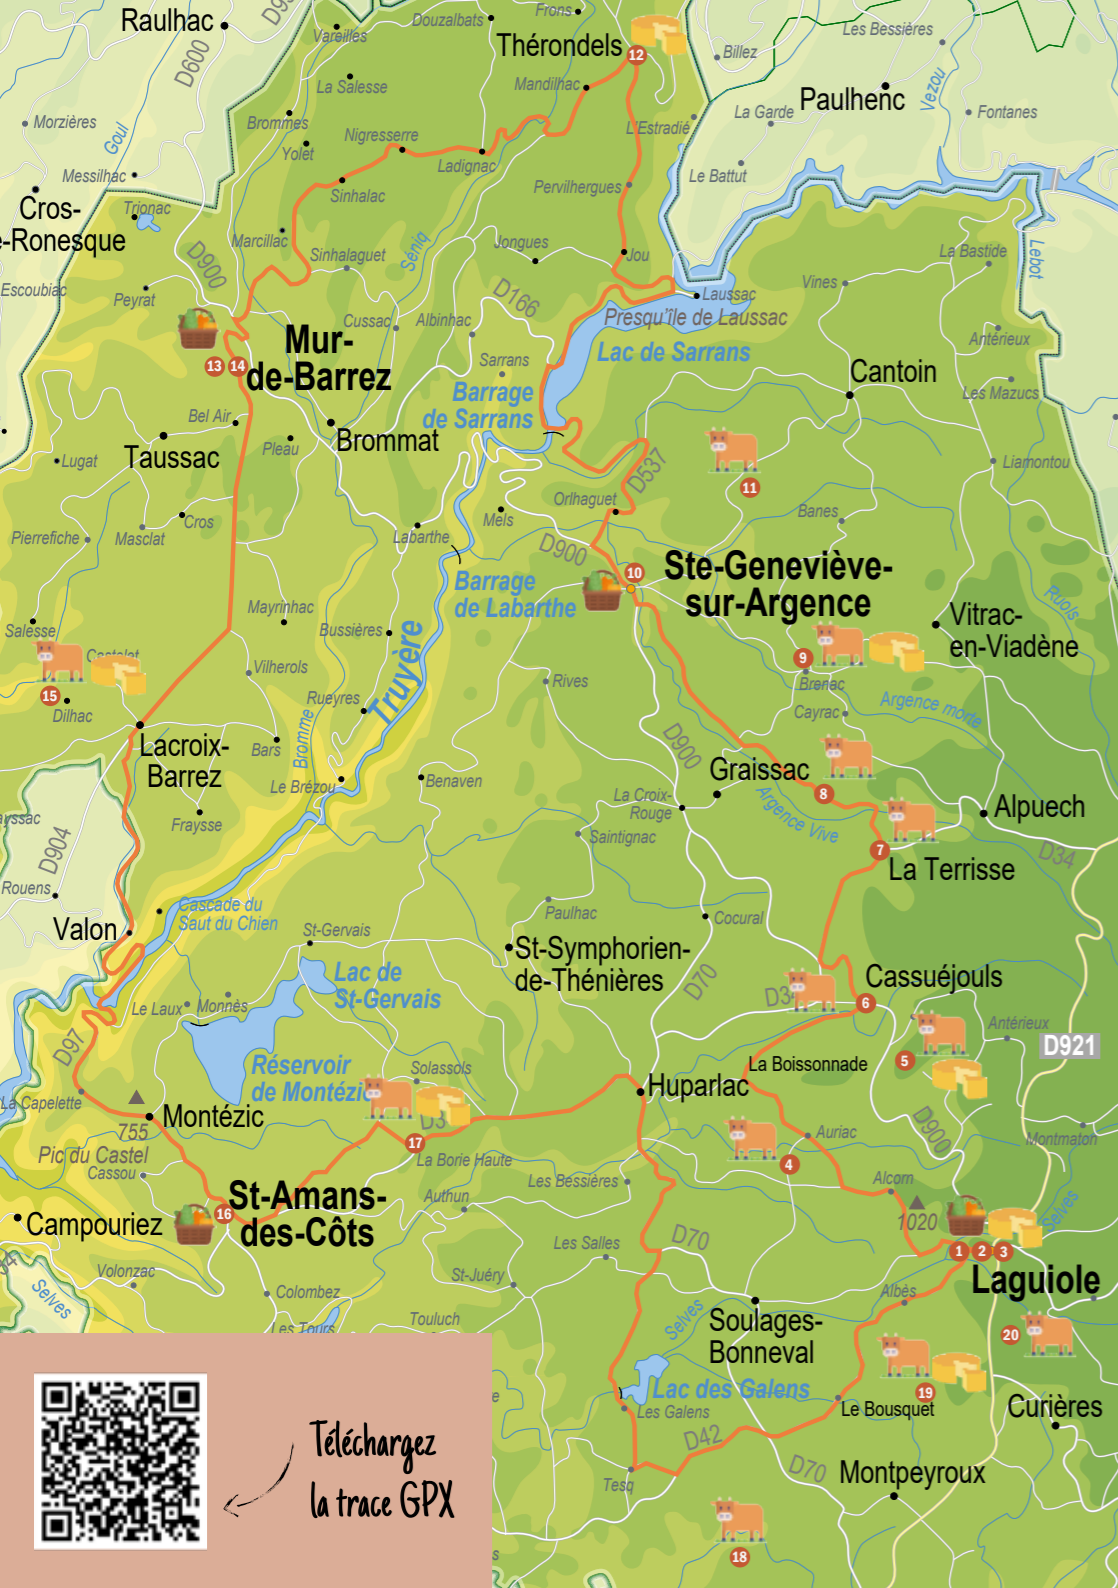 Raulhac
D600
Vareilles
Douzalbats
Frons
Thérondels
12
Billez
Les Bessières
La Salesse
Mandilhac
Paulhenc
Vezou
Morzières
Goul
Brommes
Yolet
Nigresserre
Ladignac
L'Estradié
La Garde
Fontanes
Messilhac
Sinhalac
Pervilhergues
Le Battut
Cros-
e-Ronesque
Trionac
Marcillac
Sinhalaguet
Séniq
Jongues
Jou
La Bastide
Lebot
Escoubiac
Peyrat
D900
D166
Laussac
Presqu'île de Laussac
Vines
Cussac
Albinhac
Antérieux
13
14
Mur-
de-Barrez
Sarrans
Lac de Sarrans
Cantoin
Les Mazucs
Barrage
de Sarrans
Bel Air
Taussac
Pleau
Brommat
Lugat
D537
11
Liamontou
Orlhaguet
Cros
Mels
Banes
Pierrefiche
Masclat
Labarthe
D900
Barrage
de Labarthe
10
Ste-Geneviève-
sur-Argence
Ruols
Mayrinhac
Bussières
Truyère
Vitrac-
en-Viadène
Salesse
Castelet
15
Dilhac
Vilherols
Rueyres
Rives
9
Brenac
Argence morte
Cayrac
Lacroix-
Barrez
Bars
Bromme
Le Brézou
Benaven
D900
Graissac
La Croix-
Rouge
8
Argence Vive
Alpuech
Fraysse
Saintignac
D904
7
La Terrisse
D34
Rouens
Cascade du
Saut du Chien
Paulhac
Cocural
Valon
St-Gervais
St-Symphorien-
de-Thénières
Lac de
St-Gervais
D70
D3
Cassuéjouls
6
Le Laux
Monnès
Antérieux
D921
D97
Réservoir
de Montézic
Solassols
5
La Boissonnade
La Capelette
Huparlac
D900
Montézic
755
Pic du Castel
D3
17
La Borie Haute
Auriac
4
Montmaton
Cassou
St-Amans-
des-Côts
16
Authun
Les Bessières
Alcorn
1020
Selves
Campouriez
Les Salles
D70
1
2
3
Laguiole
Volonzac
Colombez
St-Juéry
Albès
Selves
Les Tours
Touluch
Selves
Soulages-
Bonneval
20
Lac des Galens
Les Galens
19
Le Bousquet
Curières
D42
Téléchargez
la trace GPX
Tesq
D70
Montpeyroux
18